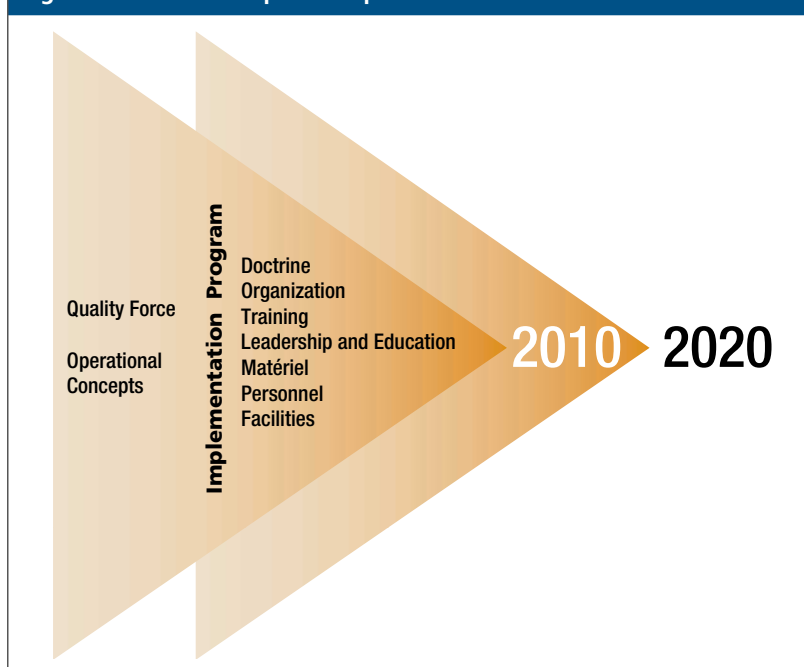 Quality Force
Operational
Concepts
Implementation Program
Doctrine
Organization
Training
Leadership and Education
Matériel
Personnel
Facilities
2010
2020